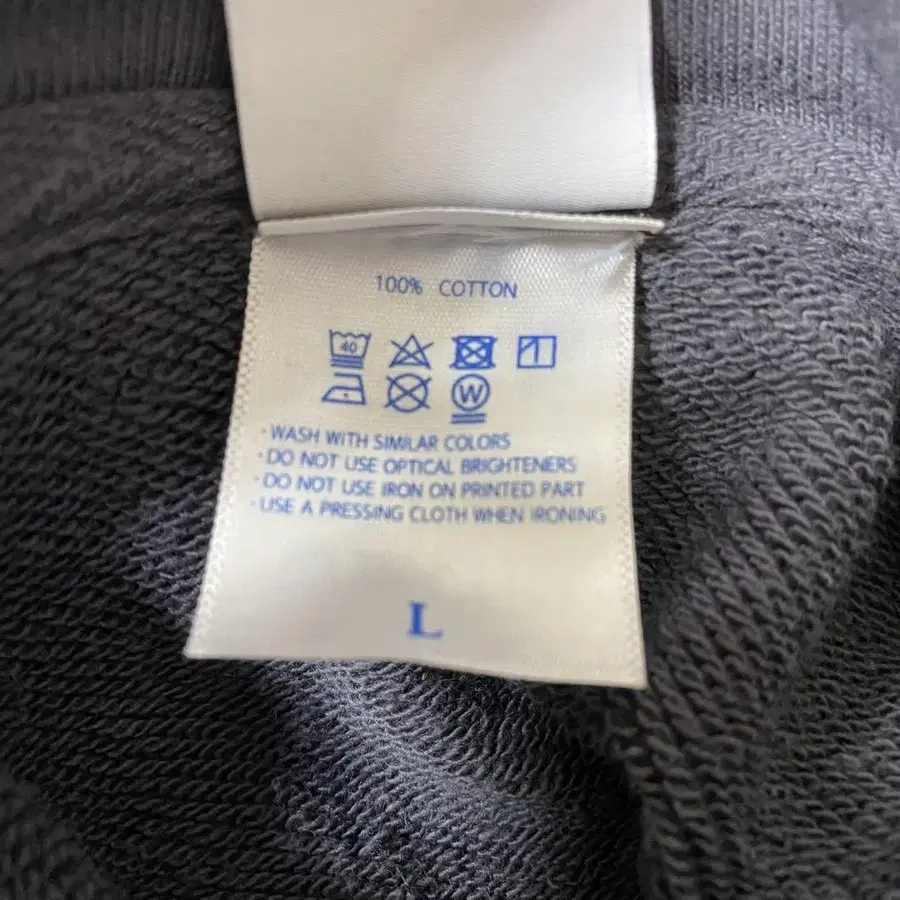 100% COTTON
40
W
· WASH WITH SIMILAR COLORS
· DO NOT USE OPTICAL BRIGHTENERS
· DO NOT USE IRON ON PRINTED PART
· USE A PRESSING CLOTH WHEN IRONING
L